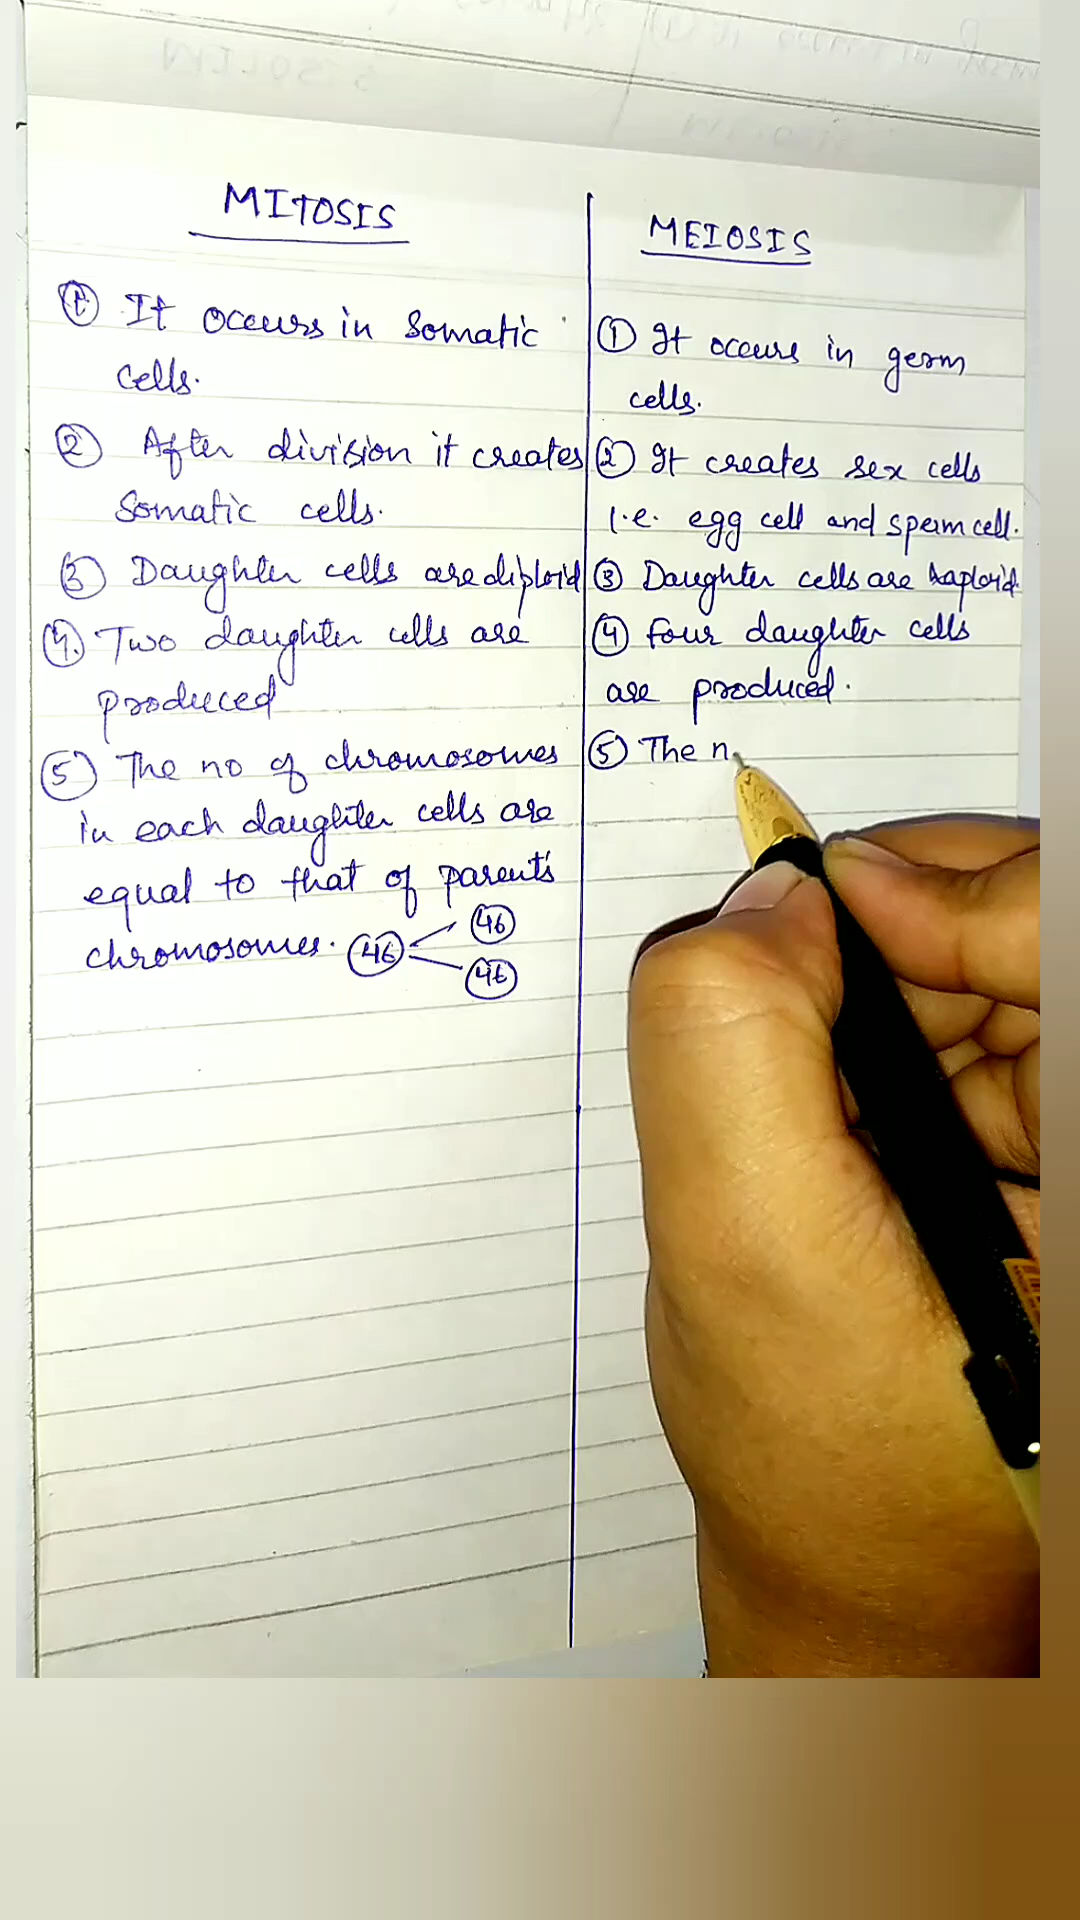 MITOSIS
① It occurs in Somatic
cells.
② After division it creates
Somatic cells.
③ Daughter cells are diploid
④. Two daughter cells are
produced
⑤ The no of chromosomes
in each daughter cells are
equal to that of parent's
chromosomes. 46 46
46
MEIOSIS
① It occurs in germ
cells.
② It creates sex cells
i.e. egg cell and sperm cell.
③ Daughter cells are haploid.
④ Four daughter cells
are produced.
⑤ The n